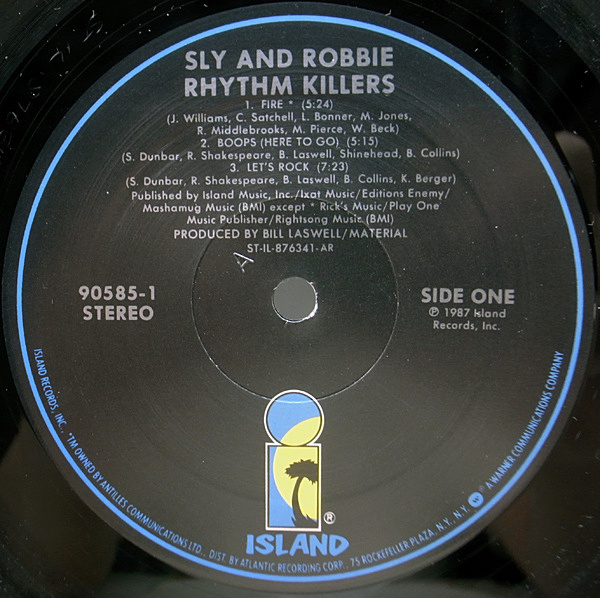 SLY AND ROBBIE
RHYTHM KILLERS
1. FIRE * (5:24)
(J. Williams, C. Satchell, L. Bonner, M. Jones,
R. Middlebrooks, M. Pierce, W. Beck)
2. BOOPS (HERE TO GO) (5:15)
(S. Dunbar, R. Shakespeare, B. Laswell, Shinehead, B. Collins)
3. LET'S ROCK (7:23)
(S. Dunbar, R. Shakespeare, B. Laswell, B. Collins, K. Berger)
Published by Island Music, Inc./Ixat Music/Editions Enemy/
Mashamug Music (BMI) except * Rick's Music/Play One
Music Publisher/Rightsong Music (BMI)
PRODUCED BY BILL LASWELL/MATERIAL
ST-IL-876341-AR
A
90585-1
STEREO
SIDE ONE
℗ 1987 Island
Records, Inc.
®
ISLAND
ISLAND RECORDS, INC., *TM OWNED BY ANTILLES COMMUNICATIONS LTD., DIST. BY ATLANTIC RECORDING CORP., 75 ROCKEFELLER PLAZA, N.Y., N.Y. A WARNER COMMUNICATIONS COMPANY